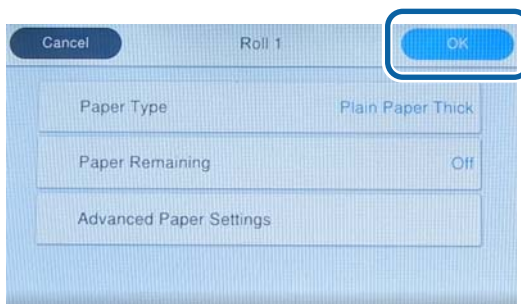 Cancel Roll 1 OK
Paper Type Plain Paper Thick
Paper Remaining Off
Advanced Paper Settings